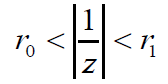 r₀ < |1/z| < r₁